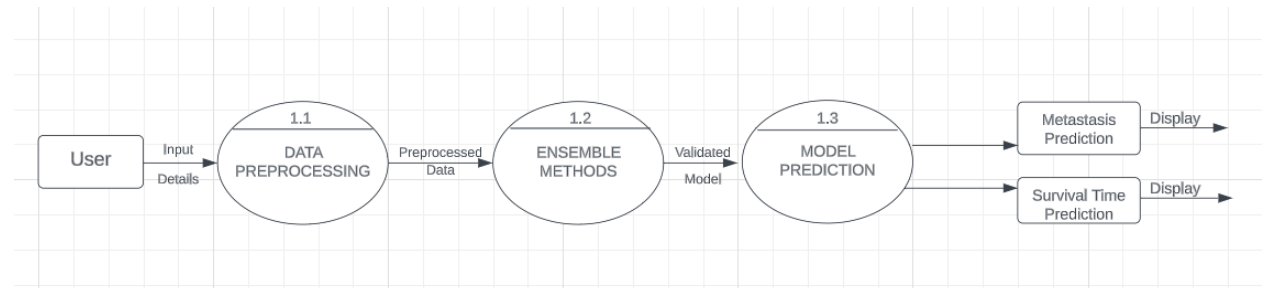 User
Input
Details
1.1
DATA
PREPROCESSING
Preprocessed
Data
1.2
ENSEMBLE
METHODS
Validated
Model
1.3
MODEL
PREDICTION
Metastasis
Prediction
Display
Survival Time
Prediction
Display